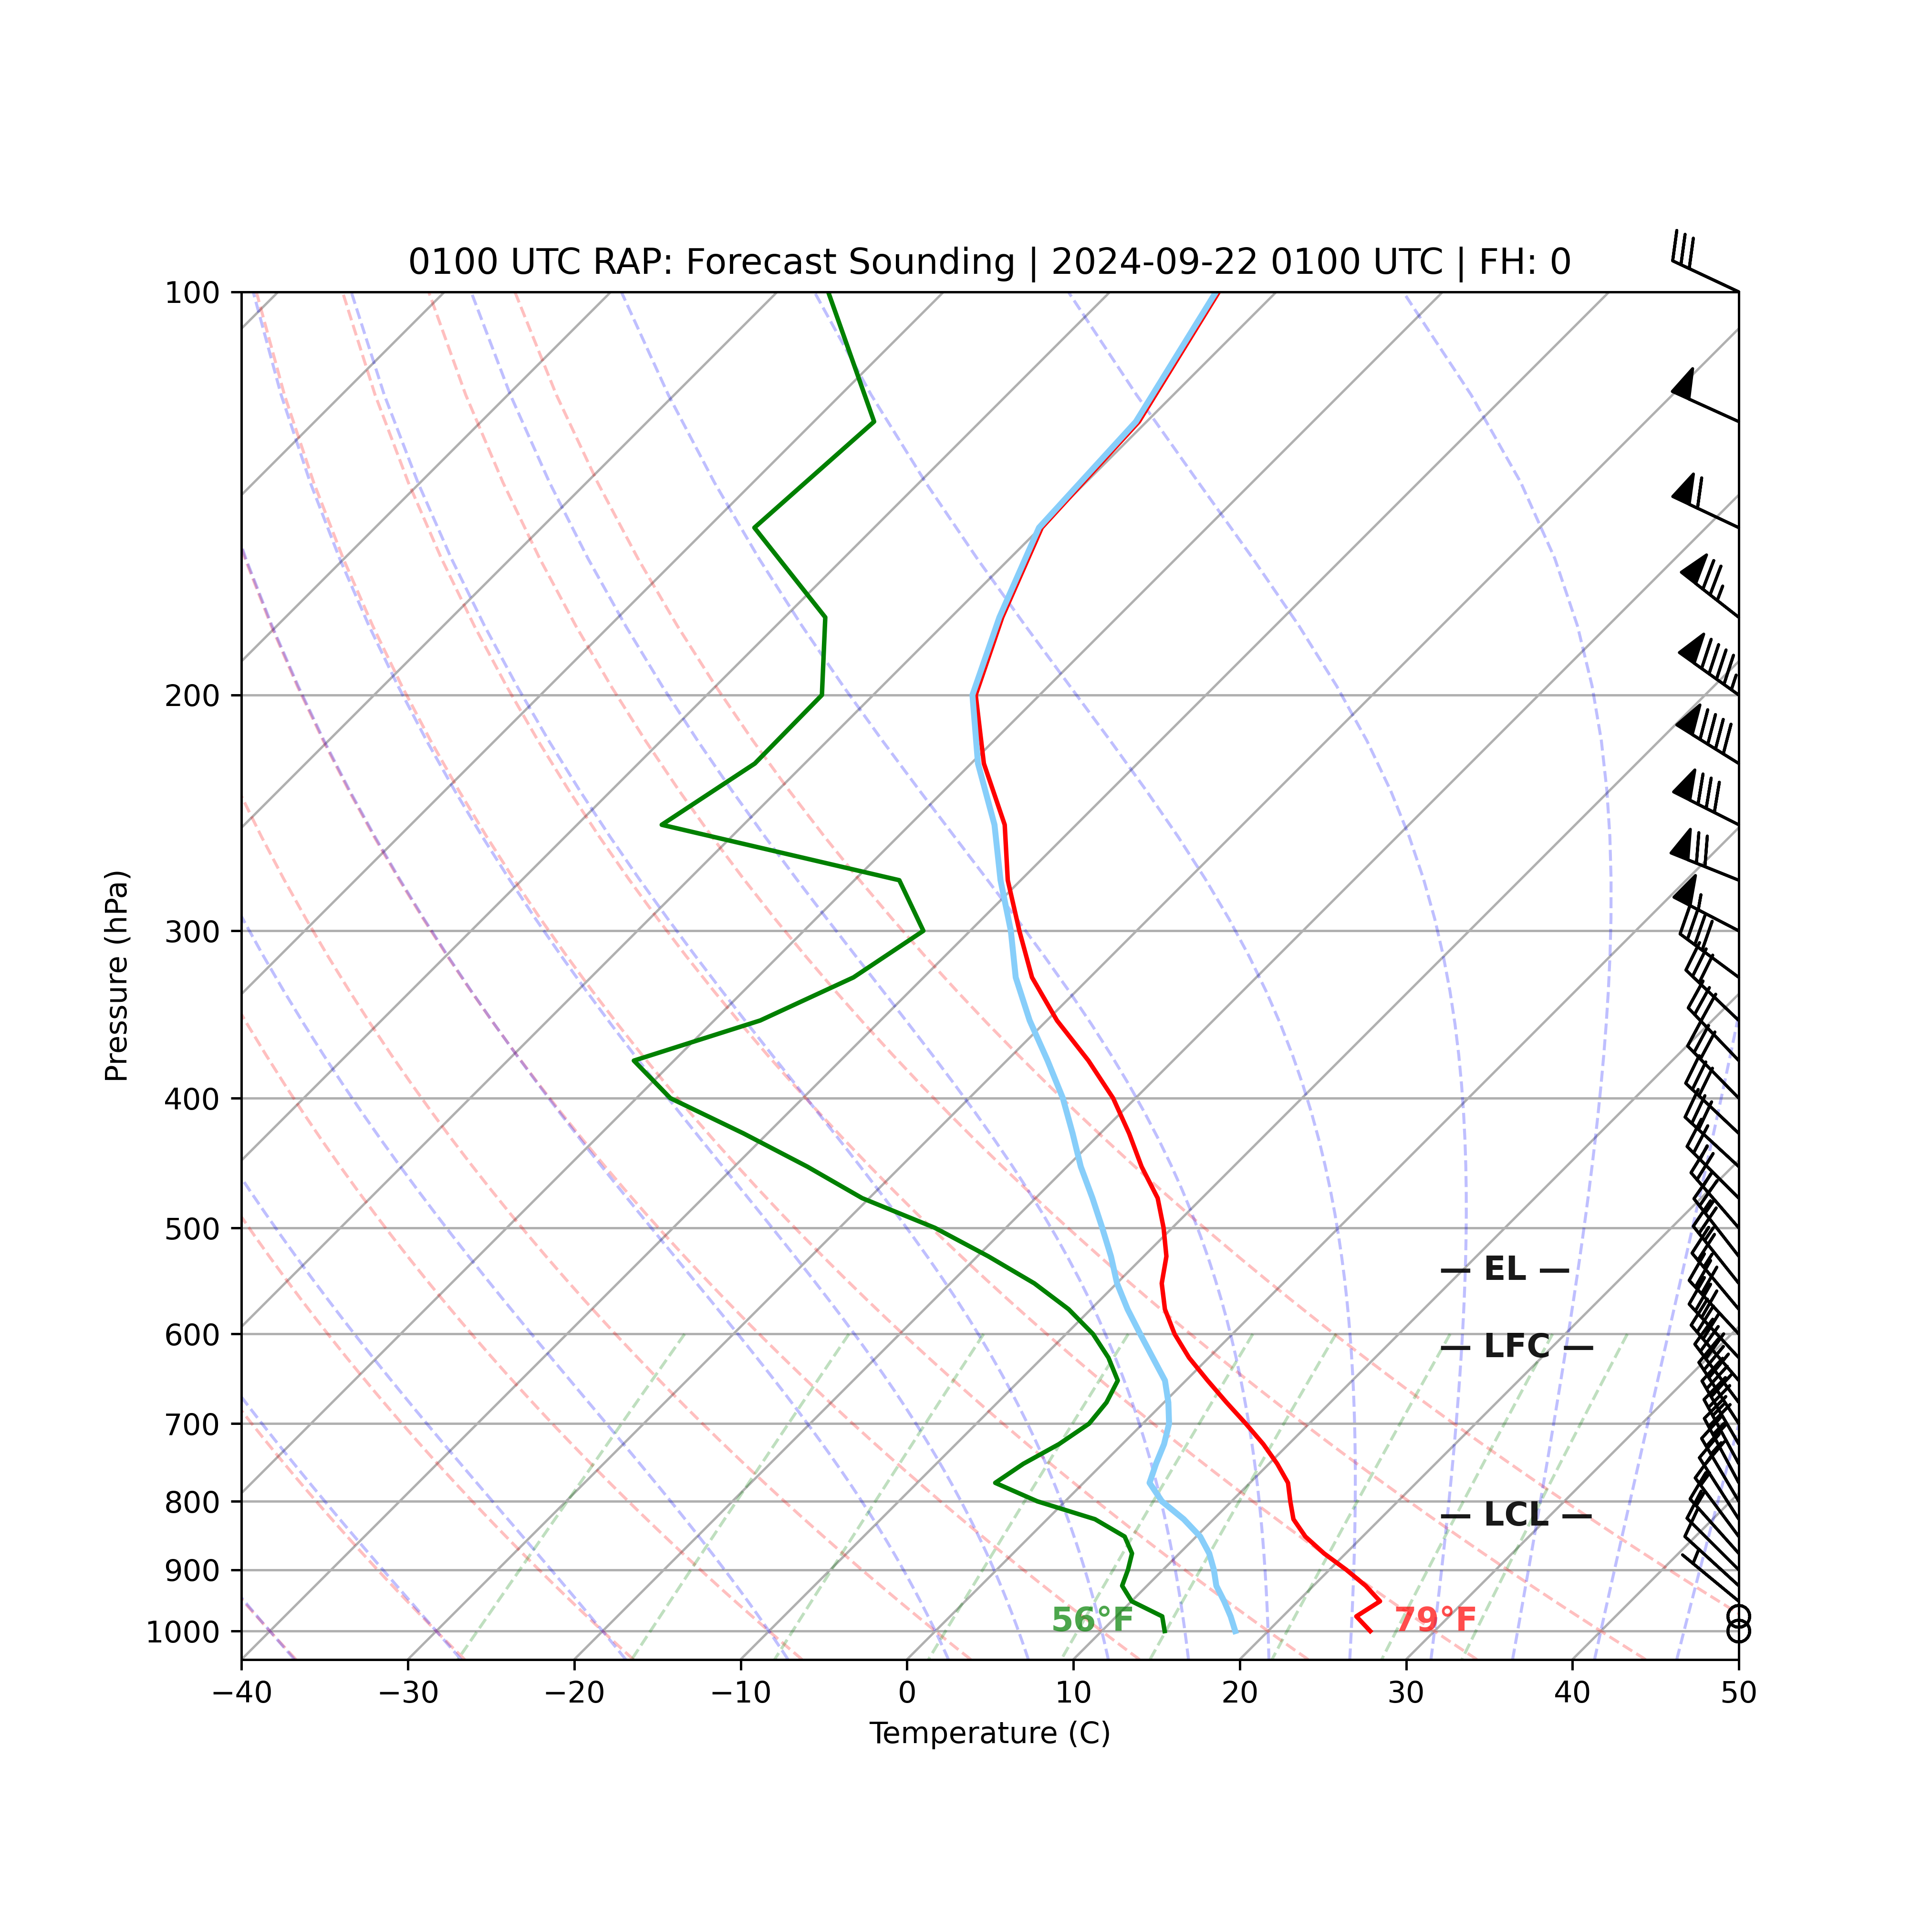 0100 UTC RAP: Forecast Sounding | 2024-09-22 0100 UTC | FH: 0
100
200
300
400
500
600
700
800
900
1000
Pressure (hPa)
— EL —
— LFC —
— LCL —
56°F
79°F
−40 −30 −20 −10 0 10 20 30 40 50
Temperature (C)